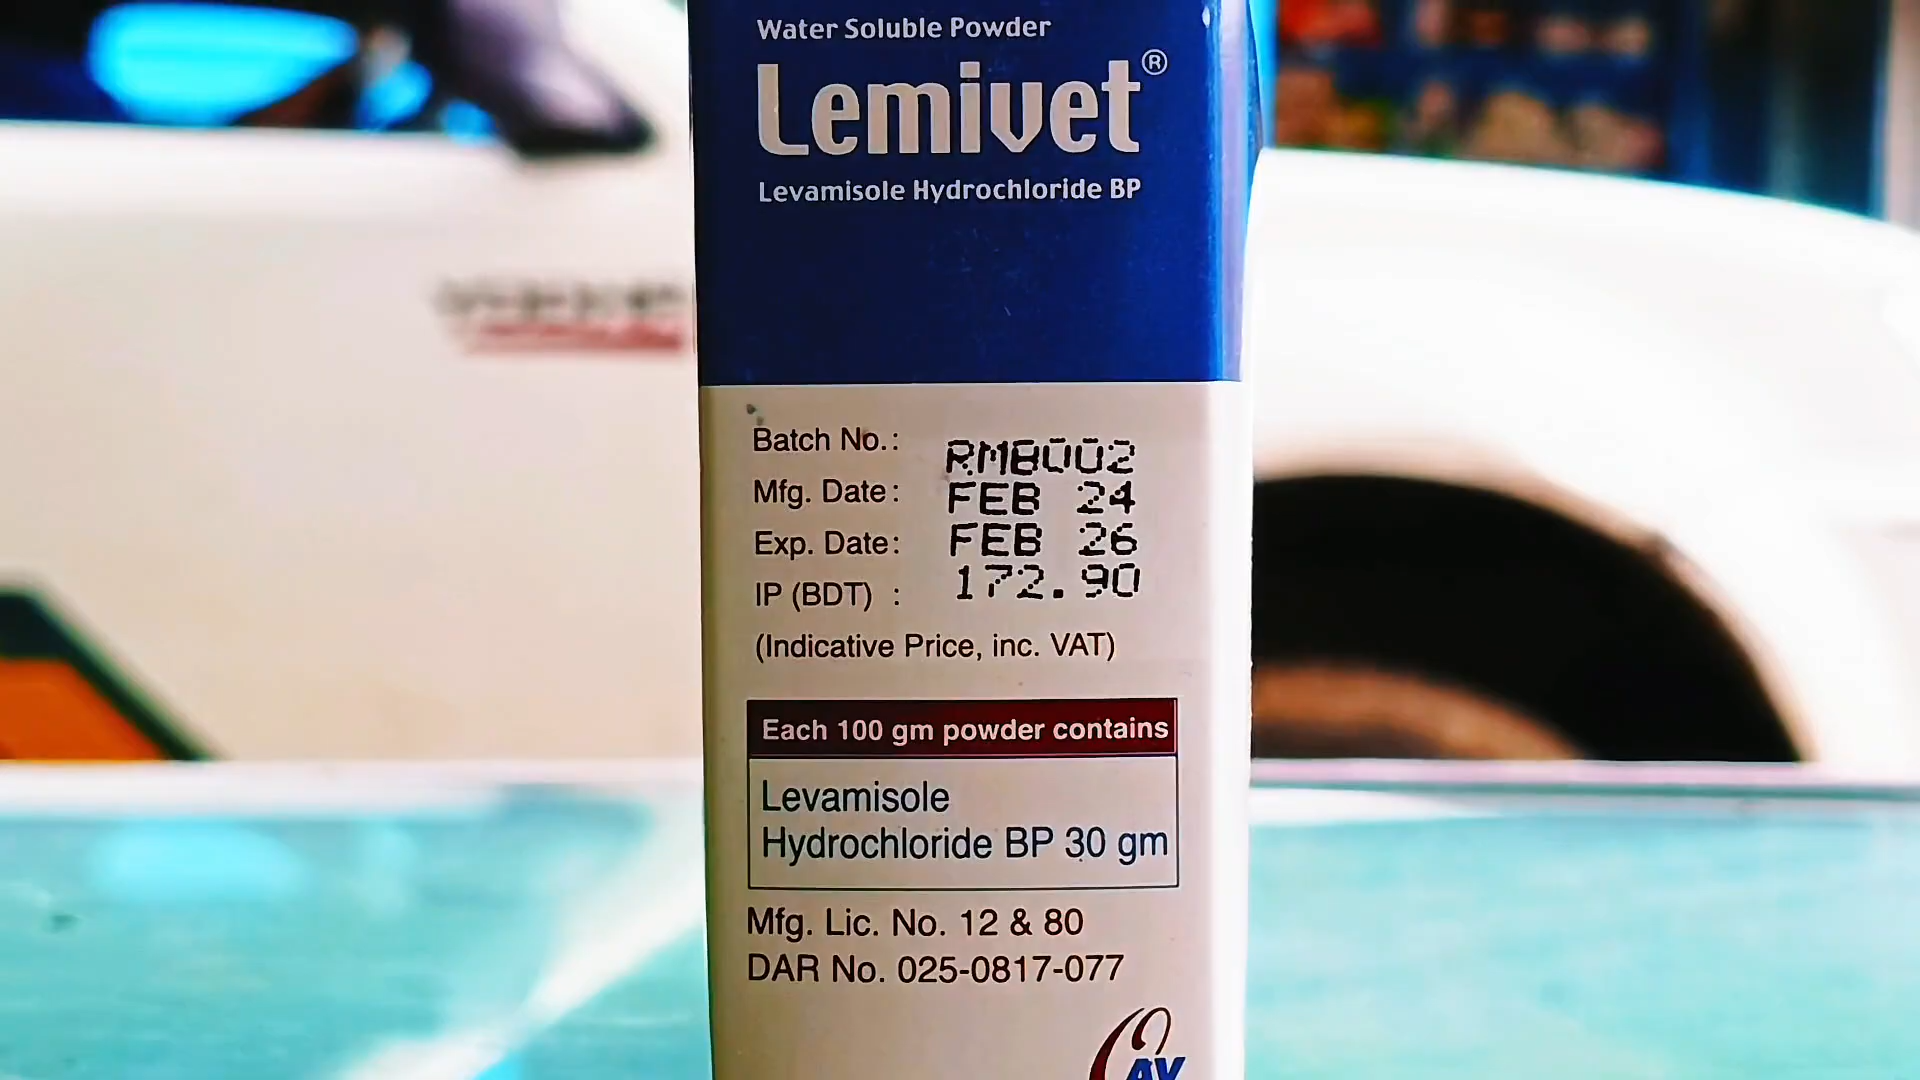 Water Soluble Powder
Lemivet®
Levamisole Hydrochloride BP
Batch No.: RMB002
Mfg. Date: FEB 24
Exp. Date: FEB 26
IP (BDT) : 172.90
(Indicative Price, inc. VAT)
Each 100 gm powder contains
Levamisole
Hydrochloride BP 30 gm
Mfg. Lic. No. 12 & 80
DAR No. 025-0817-077